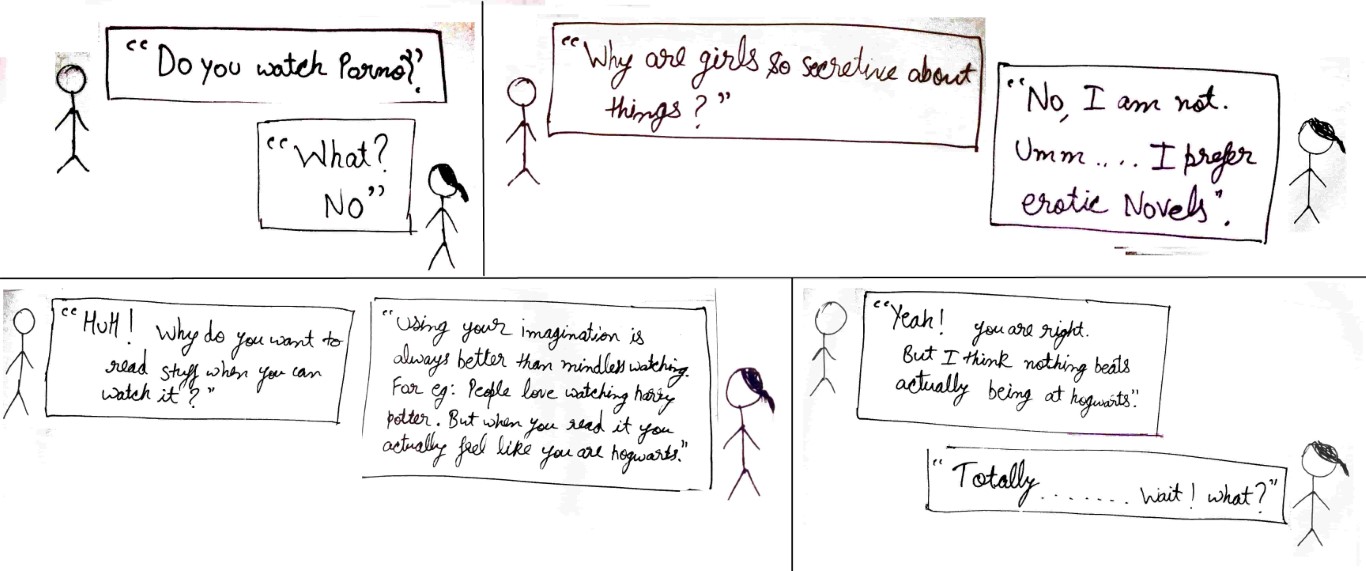 "Do you watch Porno?"
"What?
No"
"Why are girls so secretive about
things?"
"No, I am not.
Umm.... I prefer
erotic Novels".
"HuH! Why do you want to
read stuff when you can
watch it?"
"Using your imagination is
always better than mindless watching.
For eg: People love watching harry
potter. But when you read it you
actually feel like you are hogwarts."
"Yeah! you are right.
But I think nothing beats
actually being at hogwarts."
"Totally........ wait! what?"